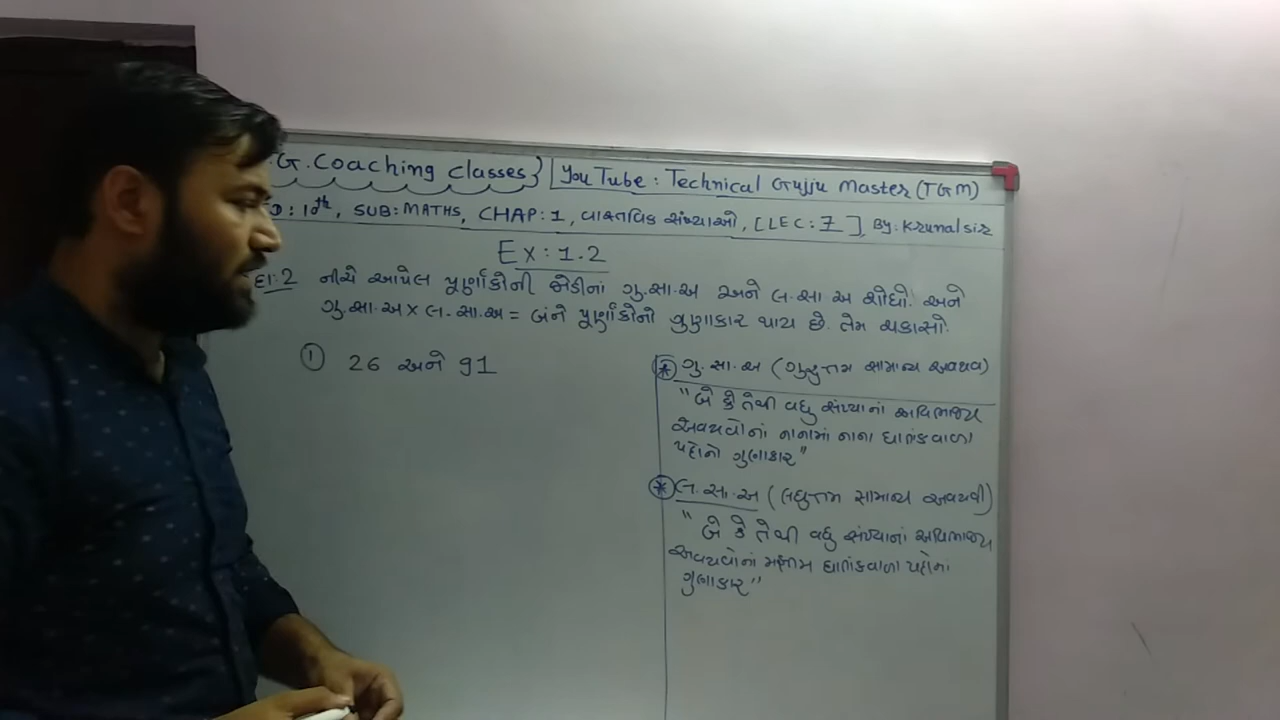 G. Coaching Classes} | YouTube: Technical Gujju Master (TGM)
D: 10th, SUB: MATHS, CHAP: 1, વાસ્તવિક સંખ્યાઓ, [LEC: 7], By: Krunal sir
Ex: 1.2
દા.2 નીચે આપેલ પૂર્ણાંકોની જોડીનાં ગુ.સા.અ અને લ.સા.અ શોધો. અને
ગુ.સા.અ × લ.સા.અ = બંને પૂર્ણાંકોનો ગુણાકાર થાય છે. તેમ ચકાસો.
① 26 અને 91
* ગુ.સા.અ (ગુરુત્તમ સામાન્ય અવયવ)
"બે કે તેથી વધુ સંખ્યાનાં અવિભાજ્ય
અવયવોનાં નાનામાં નાના ઘાતાંકવાળા
પદોનો ગુણાકાર"
* લ.સા.અ (લઘુત્તમ સામાન્ય અવયવી)
"બે કે તેથી વધુ સંખ્યાનાં અવિભાજ્ય
અવયવોનાં મહત્તમ ઘાતાંકવાળા પદોનાં
ગુણાકાર"